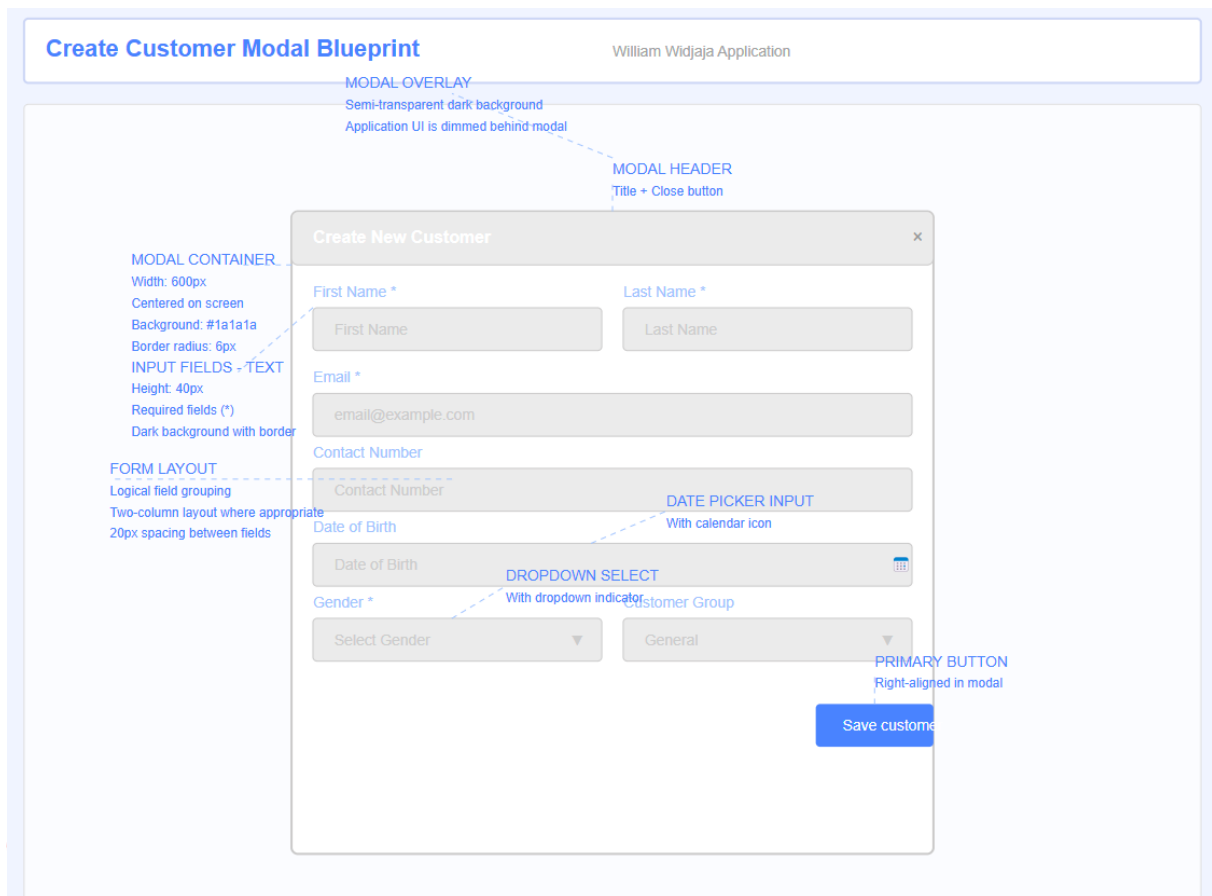 Create Customer Modal Blueprint
William Widjaja Application
MODAL OVERLAY
Semi-transparent dark background
Application UI is dimmed behind modal
MODAL HEADER
Title + Close button
Create New Customer
×
MODAL CONTAINER
Width: 600px
Centered on screen
Background: #1a1a1a
Border radius: 6px
INPUT FIELDS - TEXT
Height: 40px
Required fields (*)
Dark background with border
FORM LAYOUT
Logical field grouping
Two-column layout where appropriate
20px spacing between fields
First Name *
Last Name *
First Name
Last Name
Email *
email@example.com
Contact Number
Contact Number
DATE PICKER INPUT
With calendar icon
Date of Birth
Date of Birth
DROPDOWN SELECT
With dropdown indicator
Gender *
Customer Group
Select Gender
▼
General
▼
PRIMARY BUTTON
Right-aligned in modal
Save custome